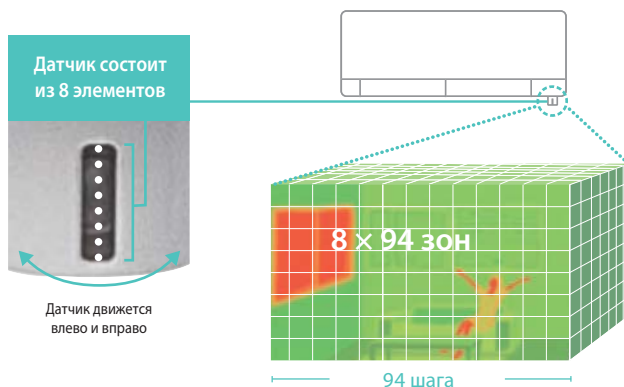 Датчик состоит
из 8 элементов
8 × 94 зон
Датчик движется
влево и вправо
94 шага